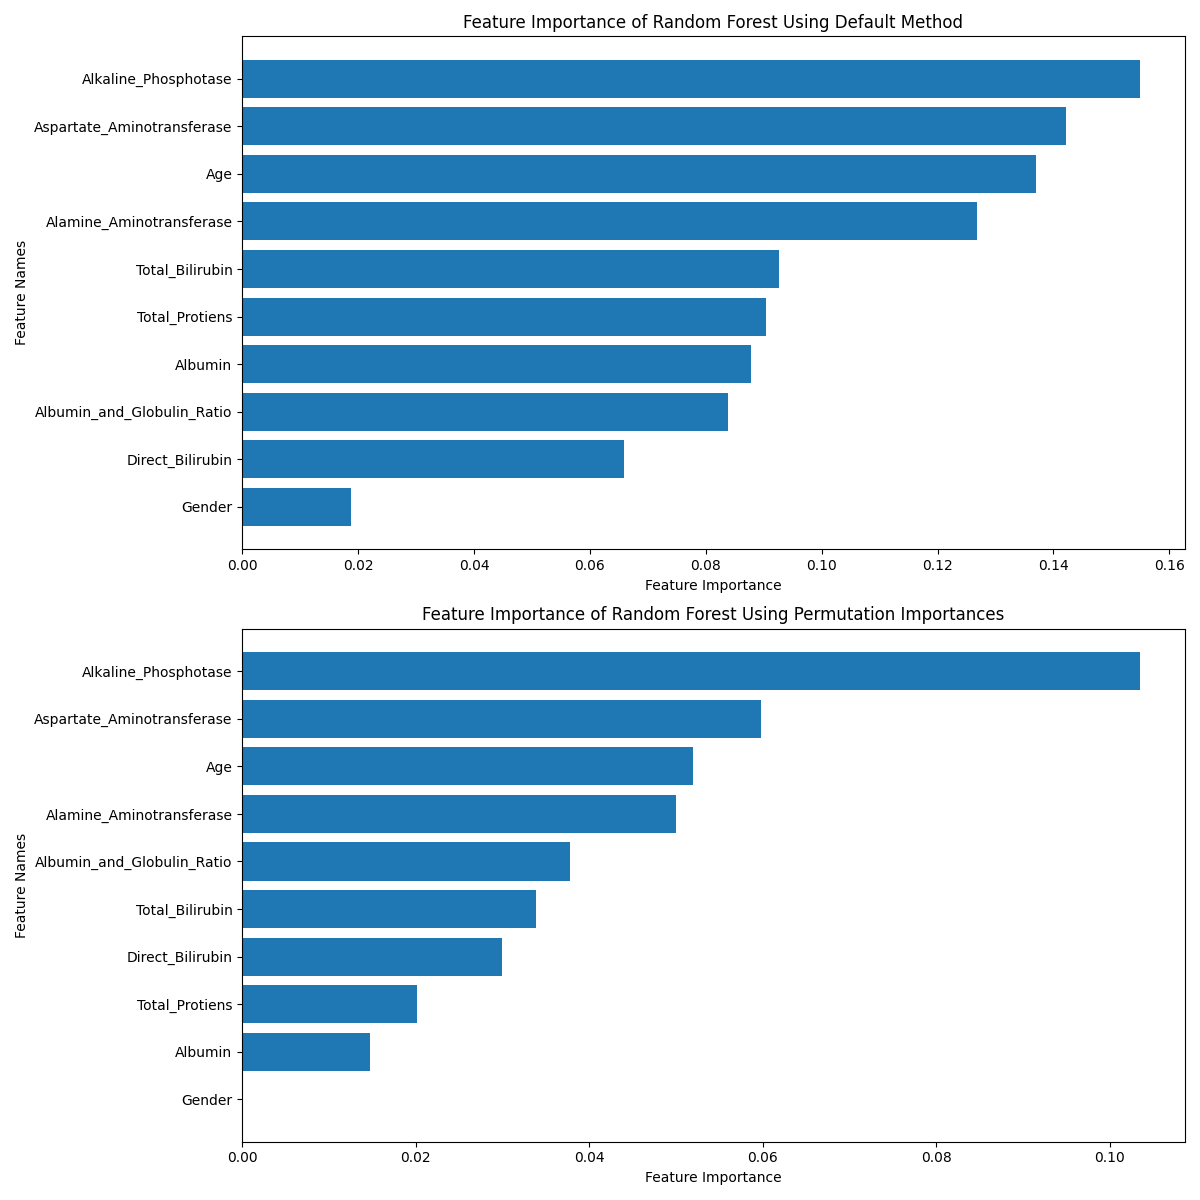 Feature Importance of Random Forest Using Default Method
Feature Names
Alkaline_Phosphotase
Aspartate_Aminotransferase
Age
Alamine_Aminotransferase
Total_Bilirubin
Total_Protiens
Albumin
Albumin_and_Globulin_Ratio
Direct_Bilirubin
Gender
0.00 0.02 0.04 0.06 0.08 0.10 0.12 0.14 0.16
Feature Importance
Feature Importance of Random Forest Using Permutation Importances
Feature Names
Alkaline_Phosphotase
Aspartate_Aminotransferase
Age
Alamine_Aminotransferase
Albumin_and_Globulin_Ratio
Total_Bilirubin
Direct_Bilirubin
Total_Protiens
Albumin
Gender
0.00 0.02 0.04 0.06 0.08 0.10
Feature Importance